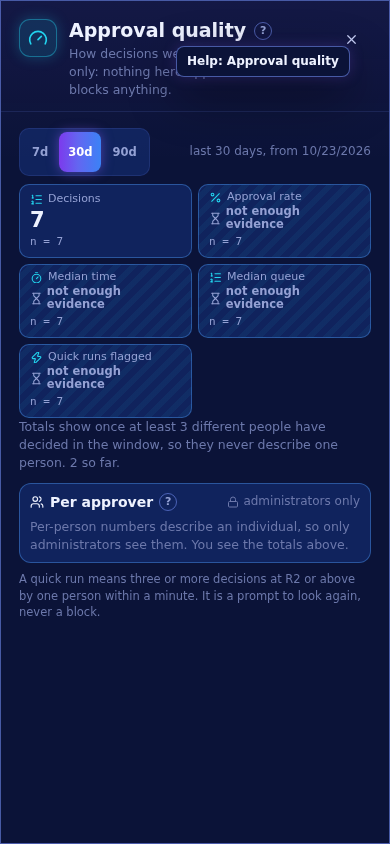 Approval quality ?
How decisions we
only: nothing here
blocks anything.
Help: Approval quality
7d 30d 90d
last 30 days, from 10/23/2026
Decisions
7
n = 7
Approval rate
not enough
evidence
n = 7
Median time
not enough
evidence
n = 7
Median queue
not enough
evidence
n = 7
Quick runs flagged
not enough
evidence
n = 7
Totals show once at least 3 different people have
decided in the window, so they never describe one
person. 2 so far.
Per approver ?
administrators only
Per-person numbers describe an individual, so only
administrators see them. You see the totals above.
A quick run means three or more decisions at R2 or above
by one person within a minute. It is a prompt to look again,
never a block.